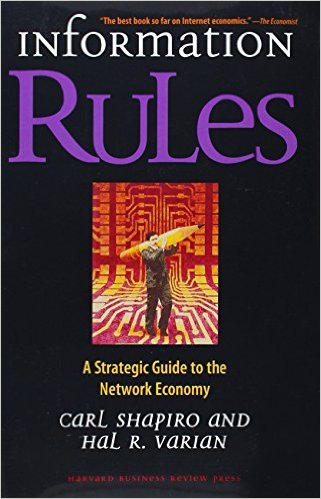 "The best book so far on Internet economics."—The Economist
INFORMATION
RULES
A Strategic Guide to the
Network Economy
CARL SHAPIRO AND
HAL R. VARIAN
HARVARD BUSINESS REVIEW PRESS